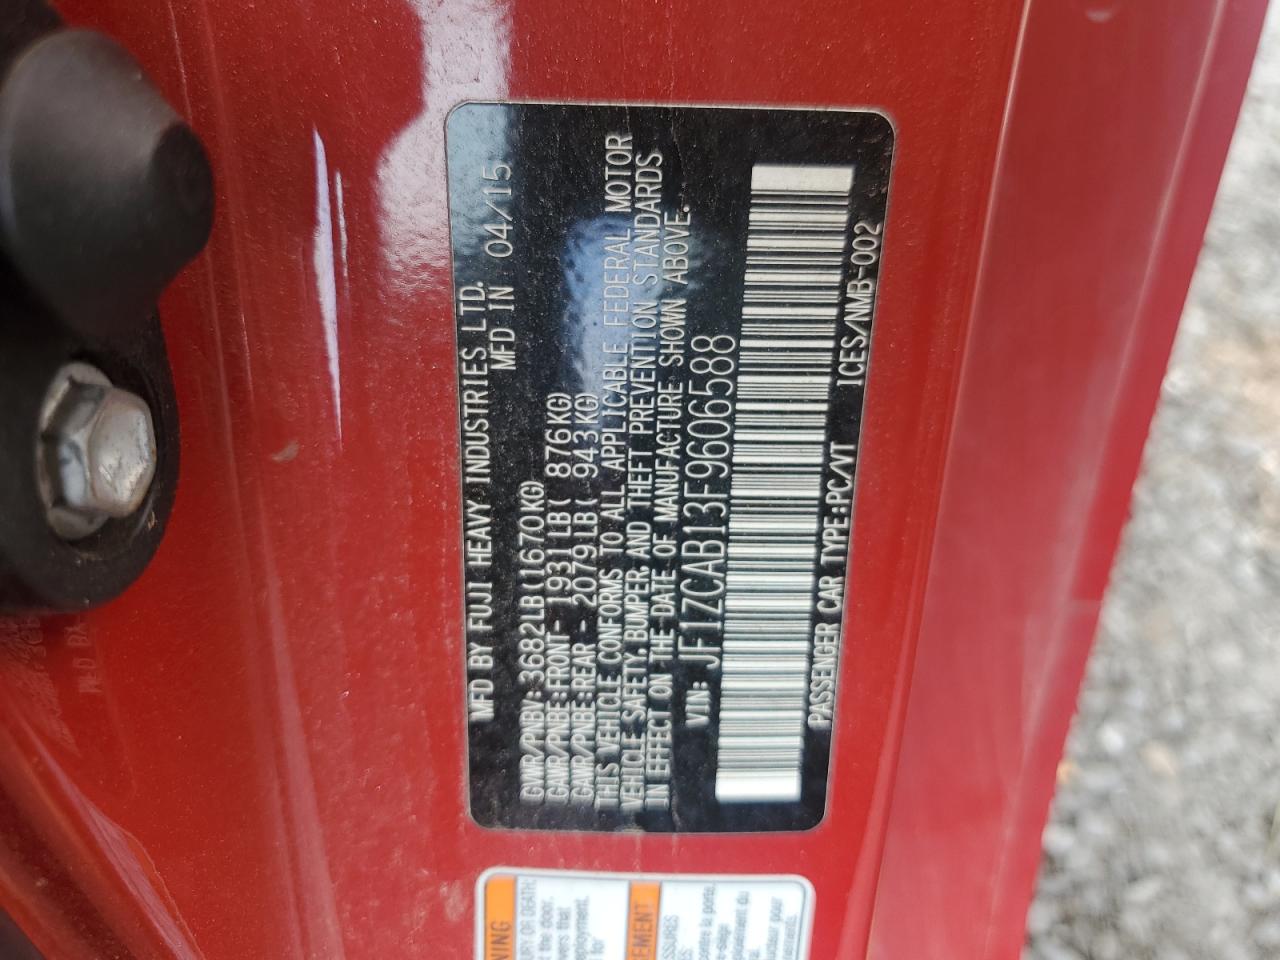 MFD BY FUJI HEAVY INDUSTRIES LTD.
MFD IN 04/15
GVWR/PNBV: 3682LB (1670KG)
GAWR/PNBE: FRONT- 1931LB( 876KG)
GAWR/PNBE: REAR - 2079LB( 943KG)
THIS VEHICLE CONFORMS TO ALL APPLICABLE FEDERAL MOTOR
VEHICLE SAFETY, BUMPER, AND THEFT PREVENTION STANDARDS
IN EFFECT ON THE DATE OF MANUFACTURE SHOWN ABOVE.
VIN: JF1ZCAB13F9606588
PASSENGER CAR TYPE:PC/VT ICES/NMB-002